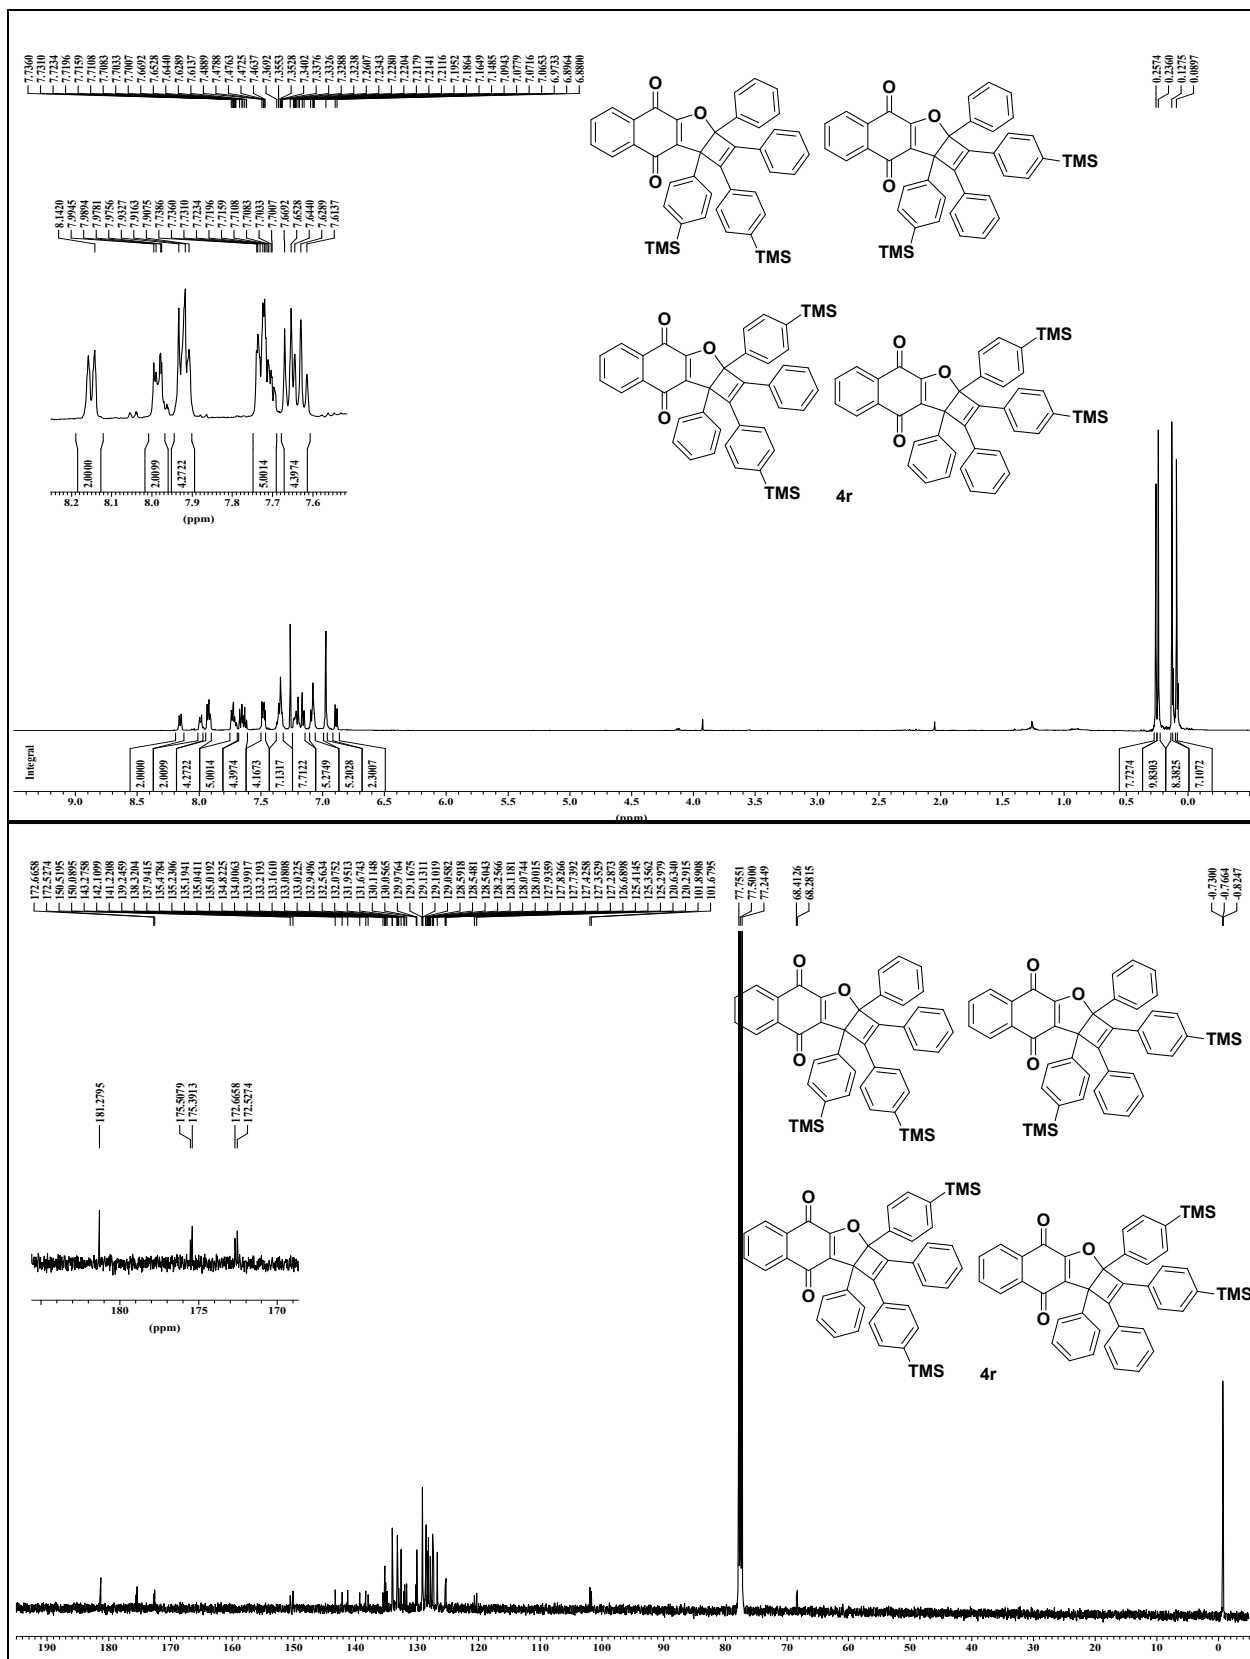 7.7360 7.7310 7.7234 7.7196 7.7159 7.7108 7.7083 7.7033 7.7007 7.6692 7.6528 7.6440 7.6289 7.6137 7.4889 7.4788 7.4763 7.4725 7.4637 7.3692 7.3553 7.3528 7.3402 7.3376 7.3326 7.3288 7.3238 7.2607 7.2343 7.2280 7.2204 7.2179 7.2141 7.2116 7.1952 7.1864 7.1649 7.1485 7.0943 7.0779 7.0716 7.0653 6.9733 6.8964 6.8800
0.2574 0.2360 0.1275 0.0897
O O O
O O O
TMS
TMS TMS TMS
8.1420 7.9945 7.9894 7.9781 7.9756 7.9327 7.9163 7.9075 7.7386 7.7360 7.7310 7.7234 7.7196 7.7159 7.7108 7.7083 7.7033 7.7007 7.6692 7.6528 7.6440 7.6289 7.6137
2.0000 2.0099 4.2722 5.0014 4.3974
8.2 8.1 8.0 7.9 7.8 7.7 7.6
(ppm)
TMS TMS
O O O O
TMS
O O
TMS 4r
Integral
2.0000 2.0099 4.2722 5.0014 4.3974 4.1673 7.1317 7.7122 5.2749 5.2028 2.3007 7.7274 9.8303 8.3825 7.1072
9.0 8.5 8.0 7.5 7.0 6.5 6.0 5.5 5.0 4.5 4.0 3.5 3.0 2.5 2.0 1.5 1.0 0.5 0.0
(ppm)
172.6658 172.5274 150.5195 150.0895 143.2758 142.1099 141.2208 139.2459 138.3204 137.9415 135.4784 135.2306 135.1941 135.0411 135.0192 134.8225 134.0063 133.9917 133.2193 133.1610 133.0808 133.0225 132.9496 132.5634 132.0752 131.9513 131.6743 130.1148 130.0565 129.9764 129.1675 129.1311 129.1019 129.0582 128.5918 128.5481 128.5043 128.2566 128.1181 128.0744 128.0015 127.9359 127.8266 127.7392 127.4258 127.3529 127.2873 126.6898 125.4145 125.3562 125.2979 120.6340 120.2915 101.8908 101.6795
77.7551 77.5000 77.2449
68.4126 68.2815
-0.7300 -0.7664 -0.8247
O O O O
O O
TMS
TMS TMS TMS
181.2795 175.5079 175.3913 172.6658 172.5274
180 175 170
(ppm)
TMS TMS
O O O O
TMS
O O
TMS 4r
190 180 170 160 150 140 130 120 110 100 90 80 70 60 50 40 30 20 10 0